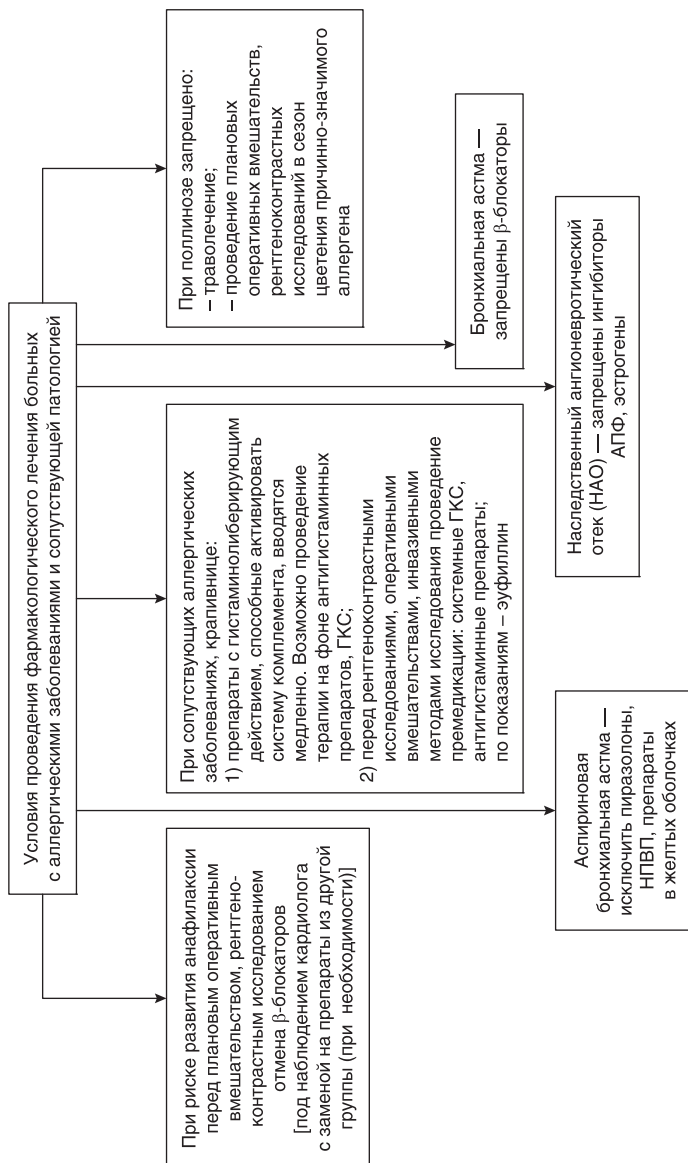 Условия проведения фармакологического лечения больных
с аллергическими заболеваниями и сопутствующей патологией
При риске развития анафилаксии
перед плановым оперативным
вмешательством, рентгено-
контрастным исследованием
отмена β-блокаторов
[под наблюдением кардиолога
с заменой на препараты из другой
группы (при необходимости)]
При сопутствующих аллергических
заболеваниях, крапивнице:
1) препараты с гистаминолиберирующим
действием, способные активировать
систему комплемента, вводятся
медленно. Возможно проведение
терапии на фоне антигистаминных
препаратов, ГКС;
2) перед рентгеноконтрастными
исследованиями, оперативными
вмешательствами, инвазивными
методами исследования проведение
премедикации: системные ГКС,
антигистаминные препараты;
по показаниям – эуфиллин
При поллинозе запрещено:
– траволечение;
– проведение плановых
оперативных вмешательств,
рентгеноконтрастных
исследований в сезон
цветения причинно-значимого
аллергена
Аспириновая
бронхиальная астма —
исключить пиразолоны,
НПВП, препараты
в желтых оболочках
Наследственный ангионевротический
отек (НАО) — запрещены ингибиторы
АПФ, эстрогены
Бронхиальная астма —
запрещены β-блокаторы